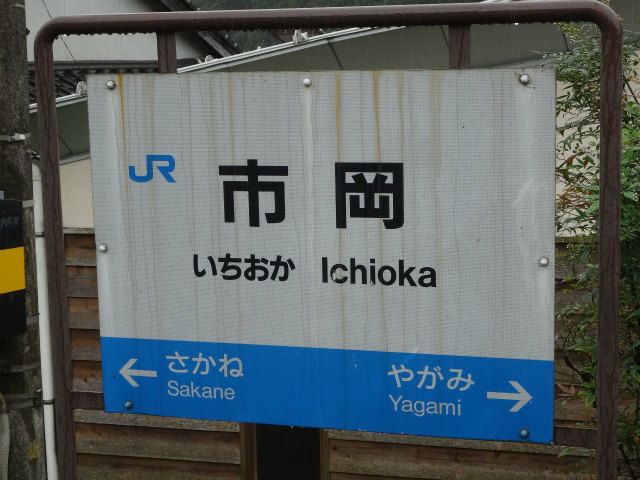 JR
市岡
いちおか Ichioka
さかね
Sakane
やがみ
Yagami